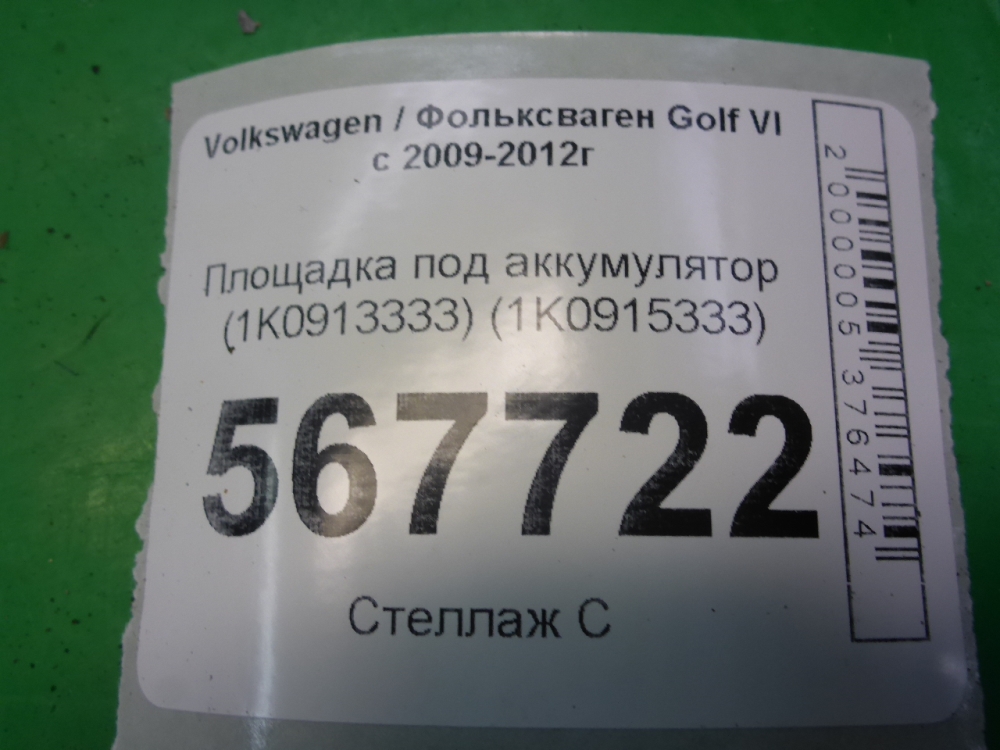 Volkswagen / Фольксваген Golf VI
с 2009-2012г
Площадка под аккумулятор
(1K0913333) (1K0915333)
567722
Стеллаж С
2000005376474